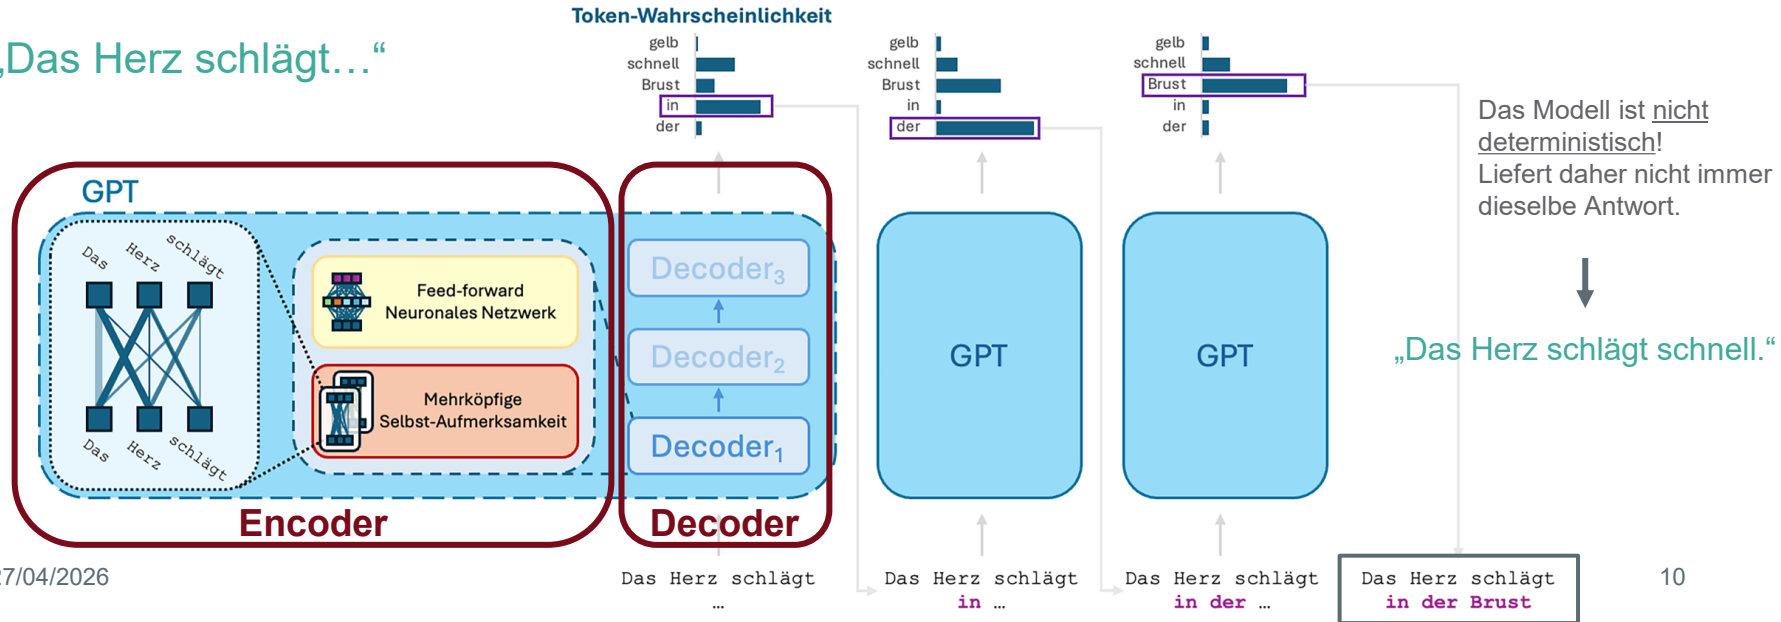 „Das Herz schlägt…“
Token-Wahrscheinlichkeit
gelb
schnell
Brust
in
der
gelb
schnell
Brust
in
der
gelb
schnell
Brust
in
der
Das Modell ist nicht
deterministisch!
Liefert daher nicht immer
dieselbe Antwort.
„Das Herz schlägt schnell.“
GPT
Das Herz schlägt
Das Herz schlägt
Feed-forward
Neuronales Netzwerk
Mehrköpfige
Selbst-Aufmerksamkeit
Decoder3
Decoder2
Decoder1
GPT
GPT
Encoder
Decoder
Das Herz schlägt
…
Das Herz schlägt
in …
Das Herz schlägt
in der …
Das Herz schlägt
in der Brust
27/04/2026
10